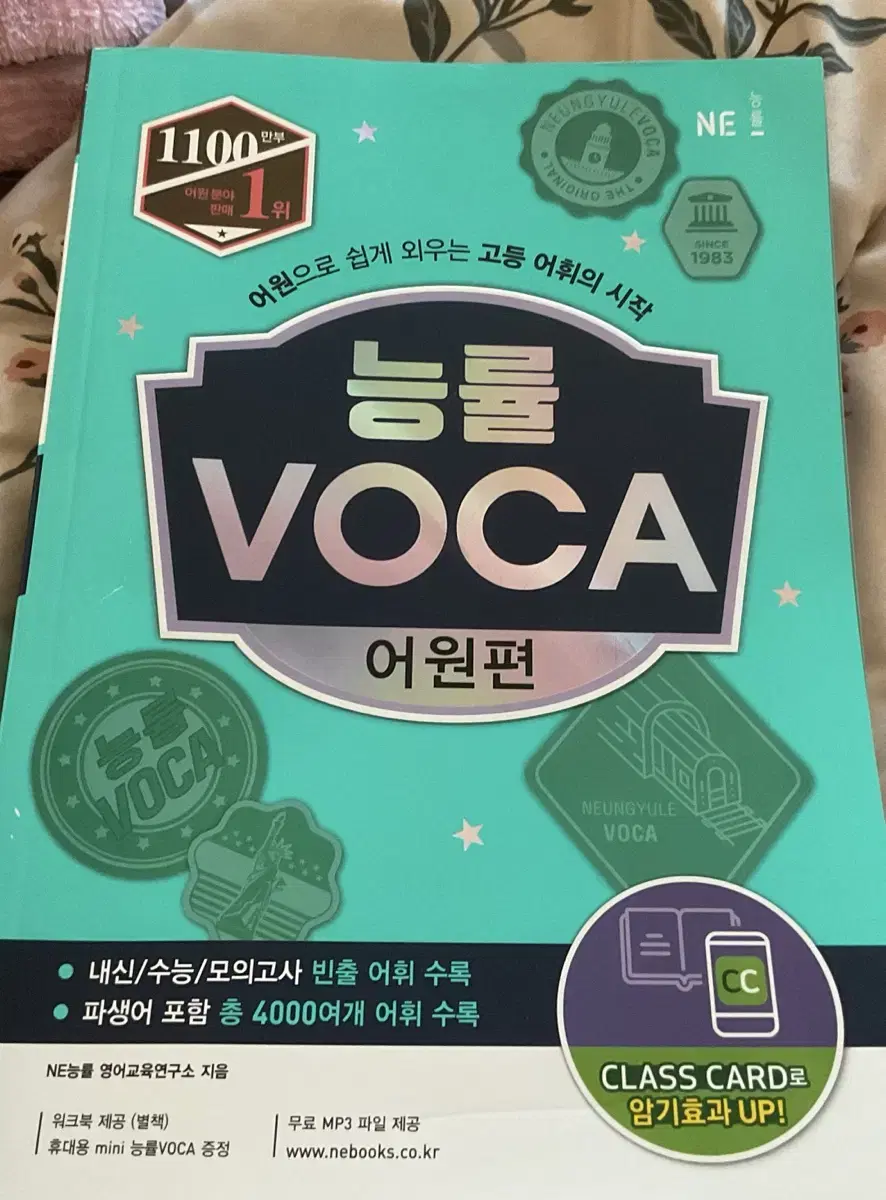 1100만부
어원 분야
판매 1위
NEUNGYULE VOCA
THE ORIGINAL
NE 능률
SINCE
1983
어원으로 쉽게 외우는 고등 어휘의 시작
능률
VOCA
어원편
능률
VOCA
NEUNGYULE
VOCA
내신/수능/모의고사 빈출 어휘 수록
파생어 포함 총 4000여개 어휘 수록
CC
CLASS CARD로
암기효과 UP!
NE능률 영어교육연구소 지음
워크북 제공 (별책)
휴대용 mini 능률VOCA 증정
무료 MP3 파일 제공
www.nebooks.co.kr